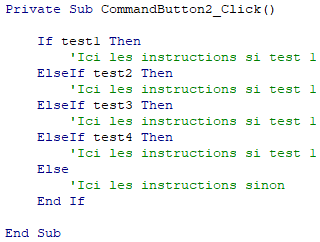 Private Sub CommandButton2_Click()
If test1 Then
'Ici les instructions si test 1
ElseIf test2 Then
'Ici les instructions si test 1
ElseIf test3 Then
'Ici les instructions si test 1
ElseIf test4 Then
'Ici les instructions si test 1
Else
'Ici les instructions sinon
End If
End Sub